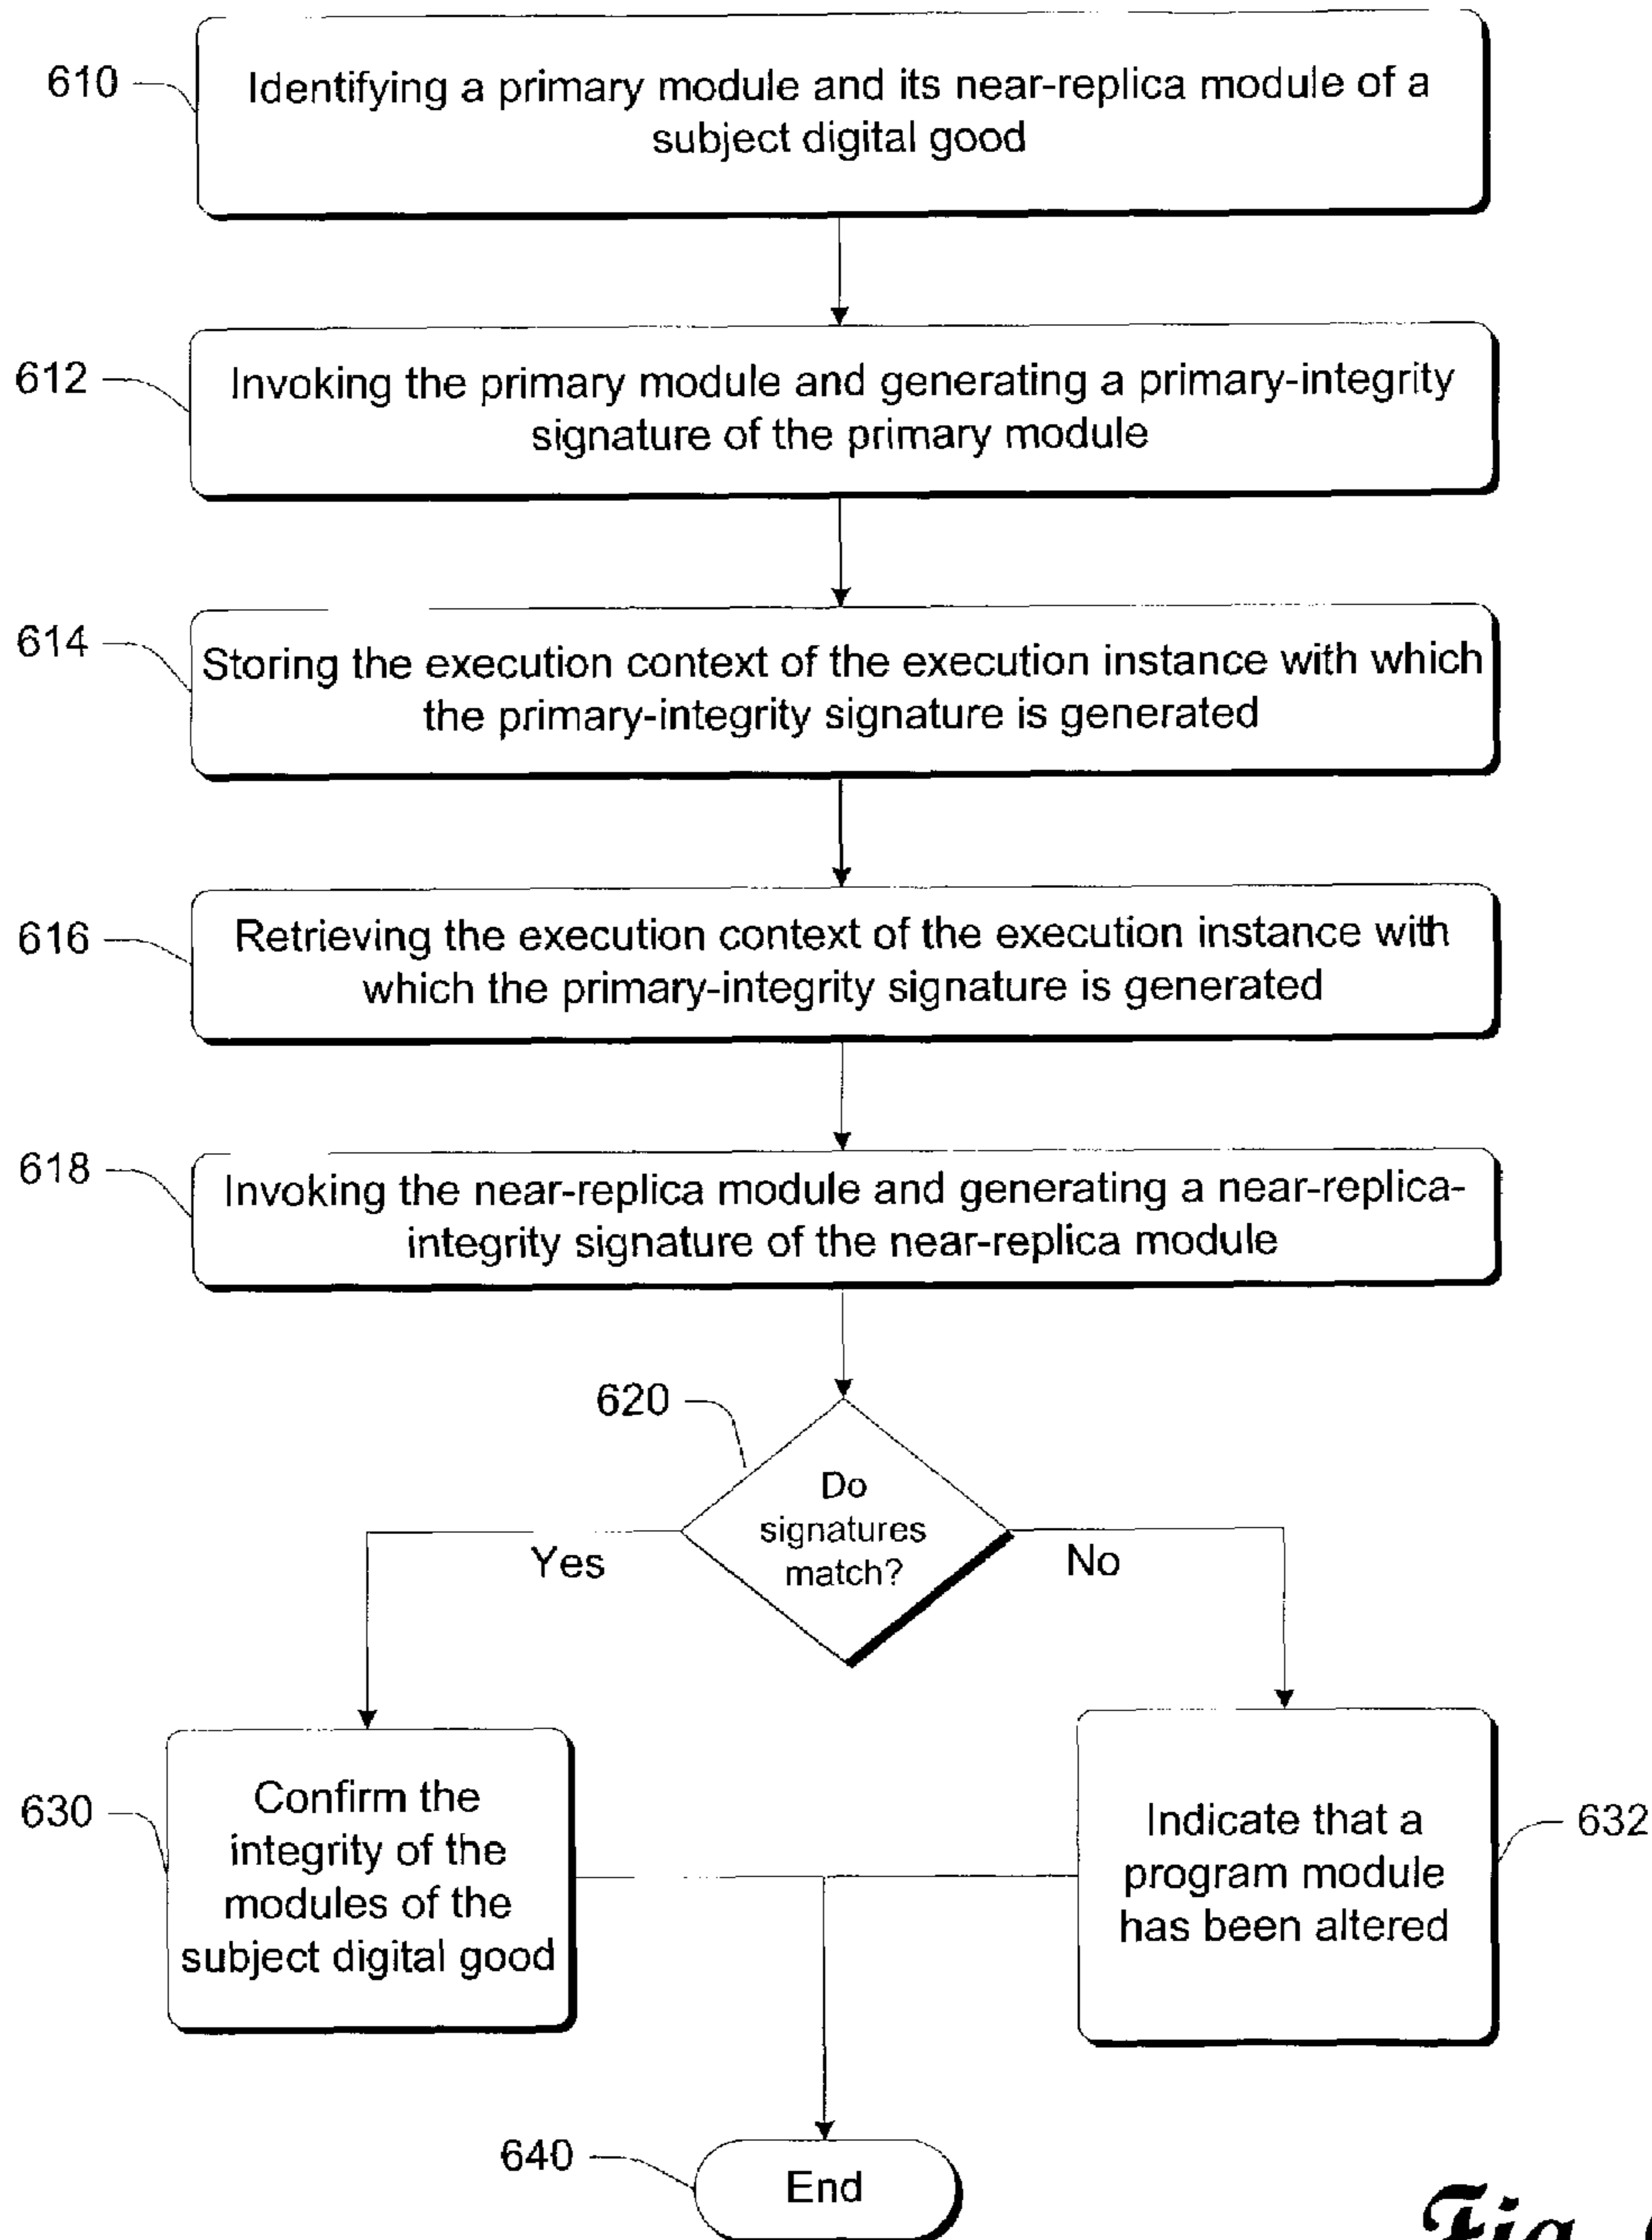 610
Identifying a primary module and its near-replica module of a
subject digital good
612
Invoking the primary module and generating a primary-integrity
signature of the primary module
614
Storing the execution context of the execution instance with which
the primary-integrity signature is generated
616
Retrieving the execution context of the execution instance with
which the primary-integrity signature is generated
618
Invoking the near-replica module and generating a near-replica-
integrity signature of the near-replica module
620
Do
signatures
match?
Yes
No
630
Confirm the
integrity of the
modules of the
subject digital good
Indicate that a
program module
has been altered
632
640
End
Fig